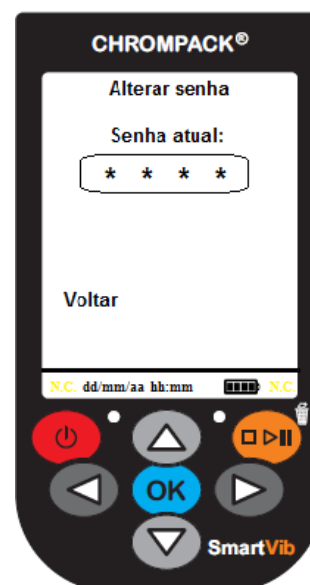 CHROMPACK®
Alterar senha
Senha atual:
* * * *
Voltar
N.C. dd/mm/aa hh:mm N.C.
OK
SmartVib